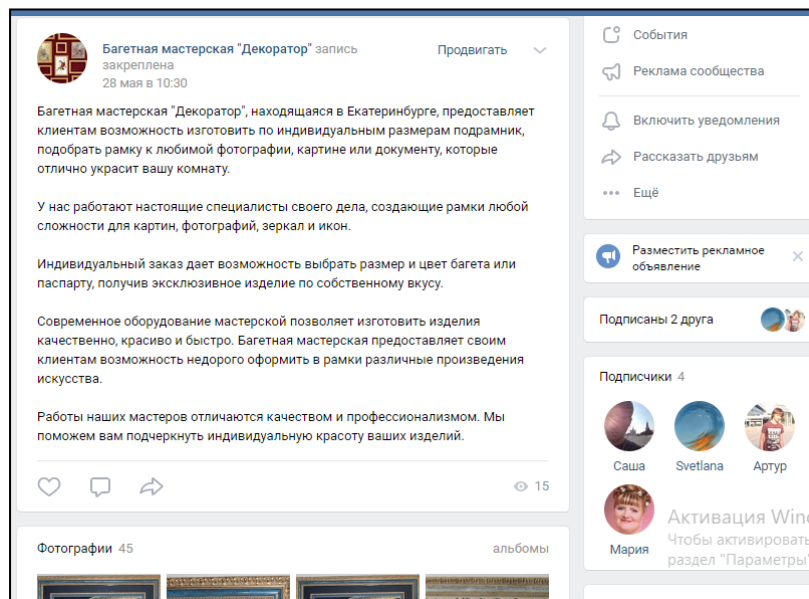 Багетная мастерская "Декоратор" запись
закреплена
28 мая в 10:30
Продвигать
Багетная мастерская "Декоратор", находящаяся в Екатеринбурге, предоставляет
клиентам возможность изготовить по индивидуальным размерам подрамник,
подобрать рамку к любимой фотографии, картине или документу, которые
отлично украсит вашу комнату.
У нас работают настоящие специалисты своего дела, создающие рамки любой
сложности для картин, фотографий, зеркал и икон.
Индивидуальный заказ дает возможность выбрать размер и цвет багета или
паспарту, получив эксклюзивное изделие по собственному вкусу.
Современное оборудование мастерской позволяет изготовить изделия
качественно, красиво и быстро. Багетная мастерская предоставляет своим
клиентам возможность недорого оформить в рамки различные произведения
искусства.
Работы наших мастеров отличаются качеством и профессионализмом. Мы
поможем вам подчеркнуть индивидуальную красоту ваших изделий.
15
Фотографии 45
альбомы
События
Реклама сообщества
Включить уведомления
Рассказать друзьям
Ещё
Разместить рекламное
объявление
Подписаны 2 друга
Подписчики 4
Саша Svetlana Артур
Мария
Активация Wind
Чтобы активировать
раздел "Параметры"